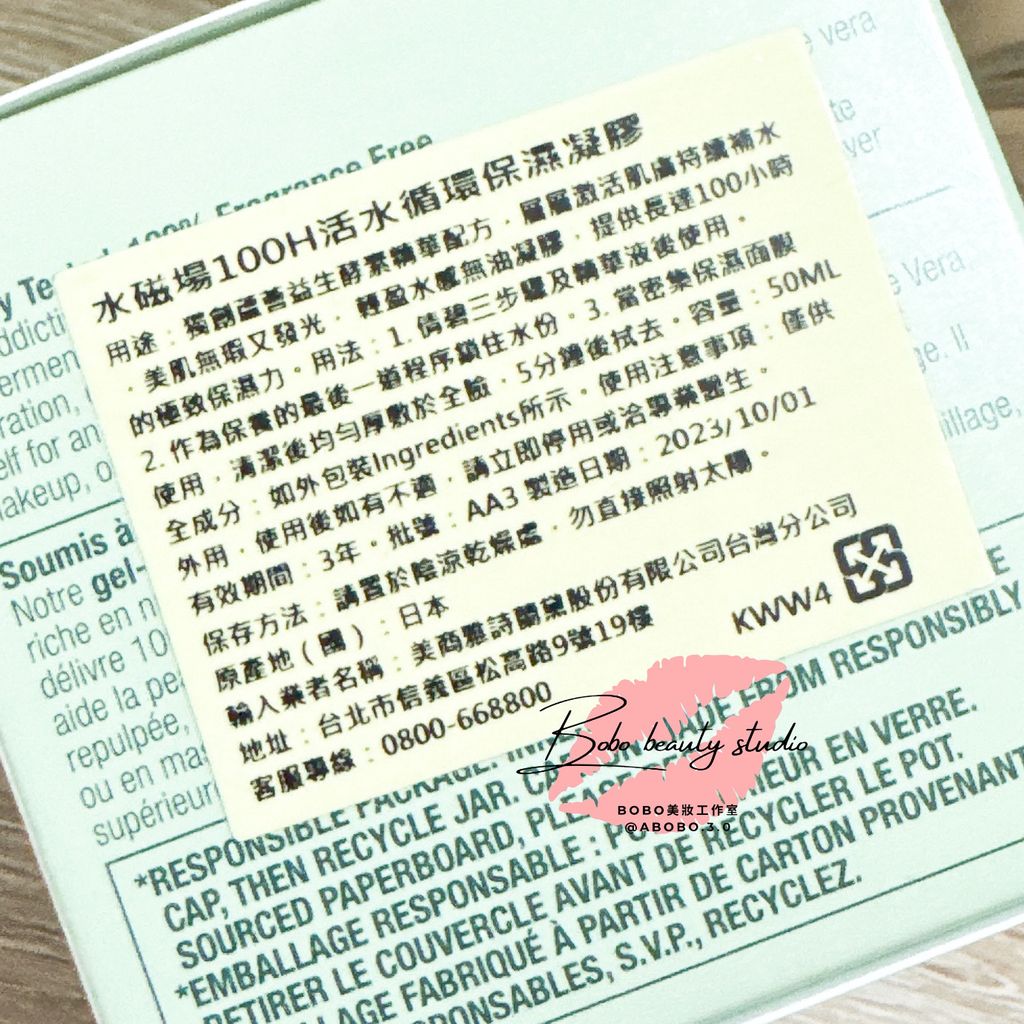 100% Fragrance Free
水磁場100H活水循環保濕凝膠
用途：獨創蘆薈益生酵素精華配方，層層激活肌膚持續補水
，美肌無瑕又發光，輕盈水感無油凝膠，提供長達100小時
的極致保濕力。用法：1. 倩碧三步驟及精華液後使用。
2. 作為保養的最後一道程序鎖住水份。3. 當密集保濕面膜
使用，清潔後均勻厚敷於全臉，5分鐘後拭去。容量：50ML
全成分：如外包裝Ingredients所示。使用注意事項：僅供
外用，使用後如有不適，請立即停用或洽專業醫生。
有效期間：3年。批號：AA3 製造日期：2023/10/01
保存方法：請置於陰涼乾燥處，勿直接照射太陽。
原產地（國）：日本
輸入業者名稱：美商雅詩蘭黛股份有限公司台灣分公司
地址：台北市信義區松高路9號19樓
客服專線：0800-668800
KWW4
Soumis à
Notre gel-
riche en
délivre 10
aide la
repulpée,
ou en
Bobo beauty studio
BOBO美妝工作室
@ABOBO.3.0
*RESPONSIBLE PACKAGE: MADE FROM RESPONSIBLY
CAP, THEN RECYCLE JAR.
SOURCED PAPERBOARD,
*EMBALLAGE RESPONSABLE : EN VERRE.
RETIRER LE COUVERCLE AVANT DE RECYCLER LE POT.
FABRIQUÉ À PARTIR DE CARTON PROVENANT
S.V.P., RECYCLEZ.